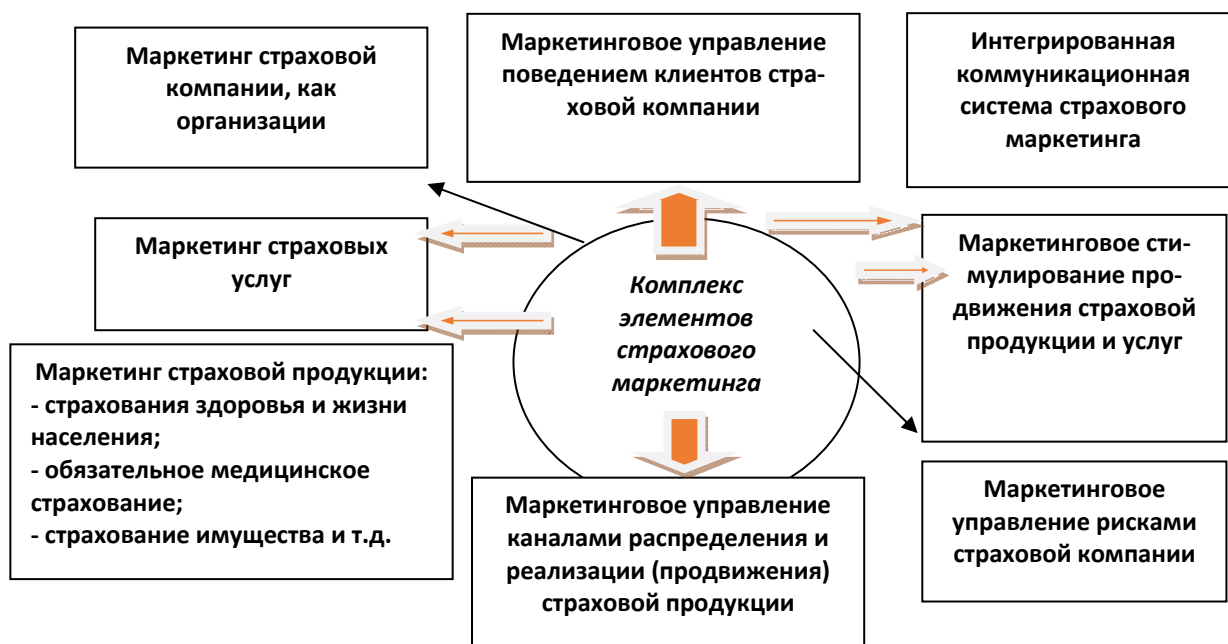 Маркетинг страховой
компании, как
организации
Маркетинговое управление
поведением клиентов стра-
ховой компании
Интегрированная
коммуникационная
система страхового
маркетинга
Маркетинг страховых
услуг
Комплекс
элементов
страхового
маркетинга
Маркетинговое сти-
мулирование про-
движения страховой
продукции и услуг
Маркетинг страховой продукции:
- страхования здоровья и жизни
населения;
- обязательное медицинское
страхование;
- страхование имущества и т.д.
Маркетинговое управление
каналами распределения и
реализации (продвижения)
страховой продукции
Маркетинговое
управление рисками
страховой компании